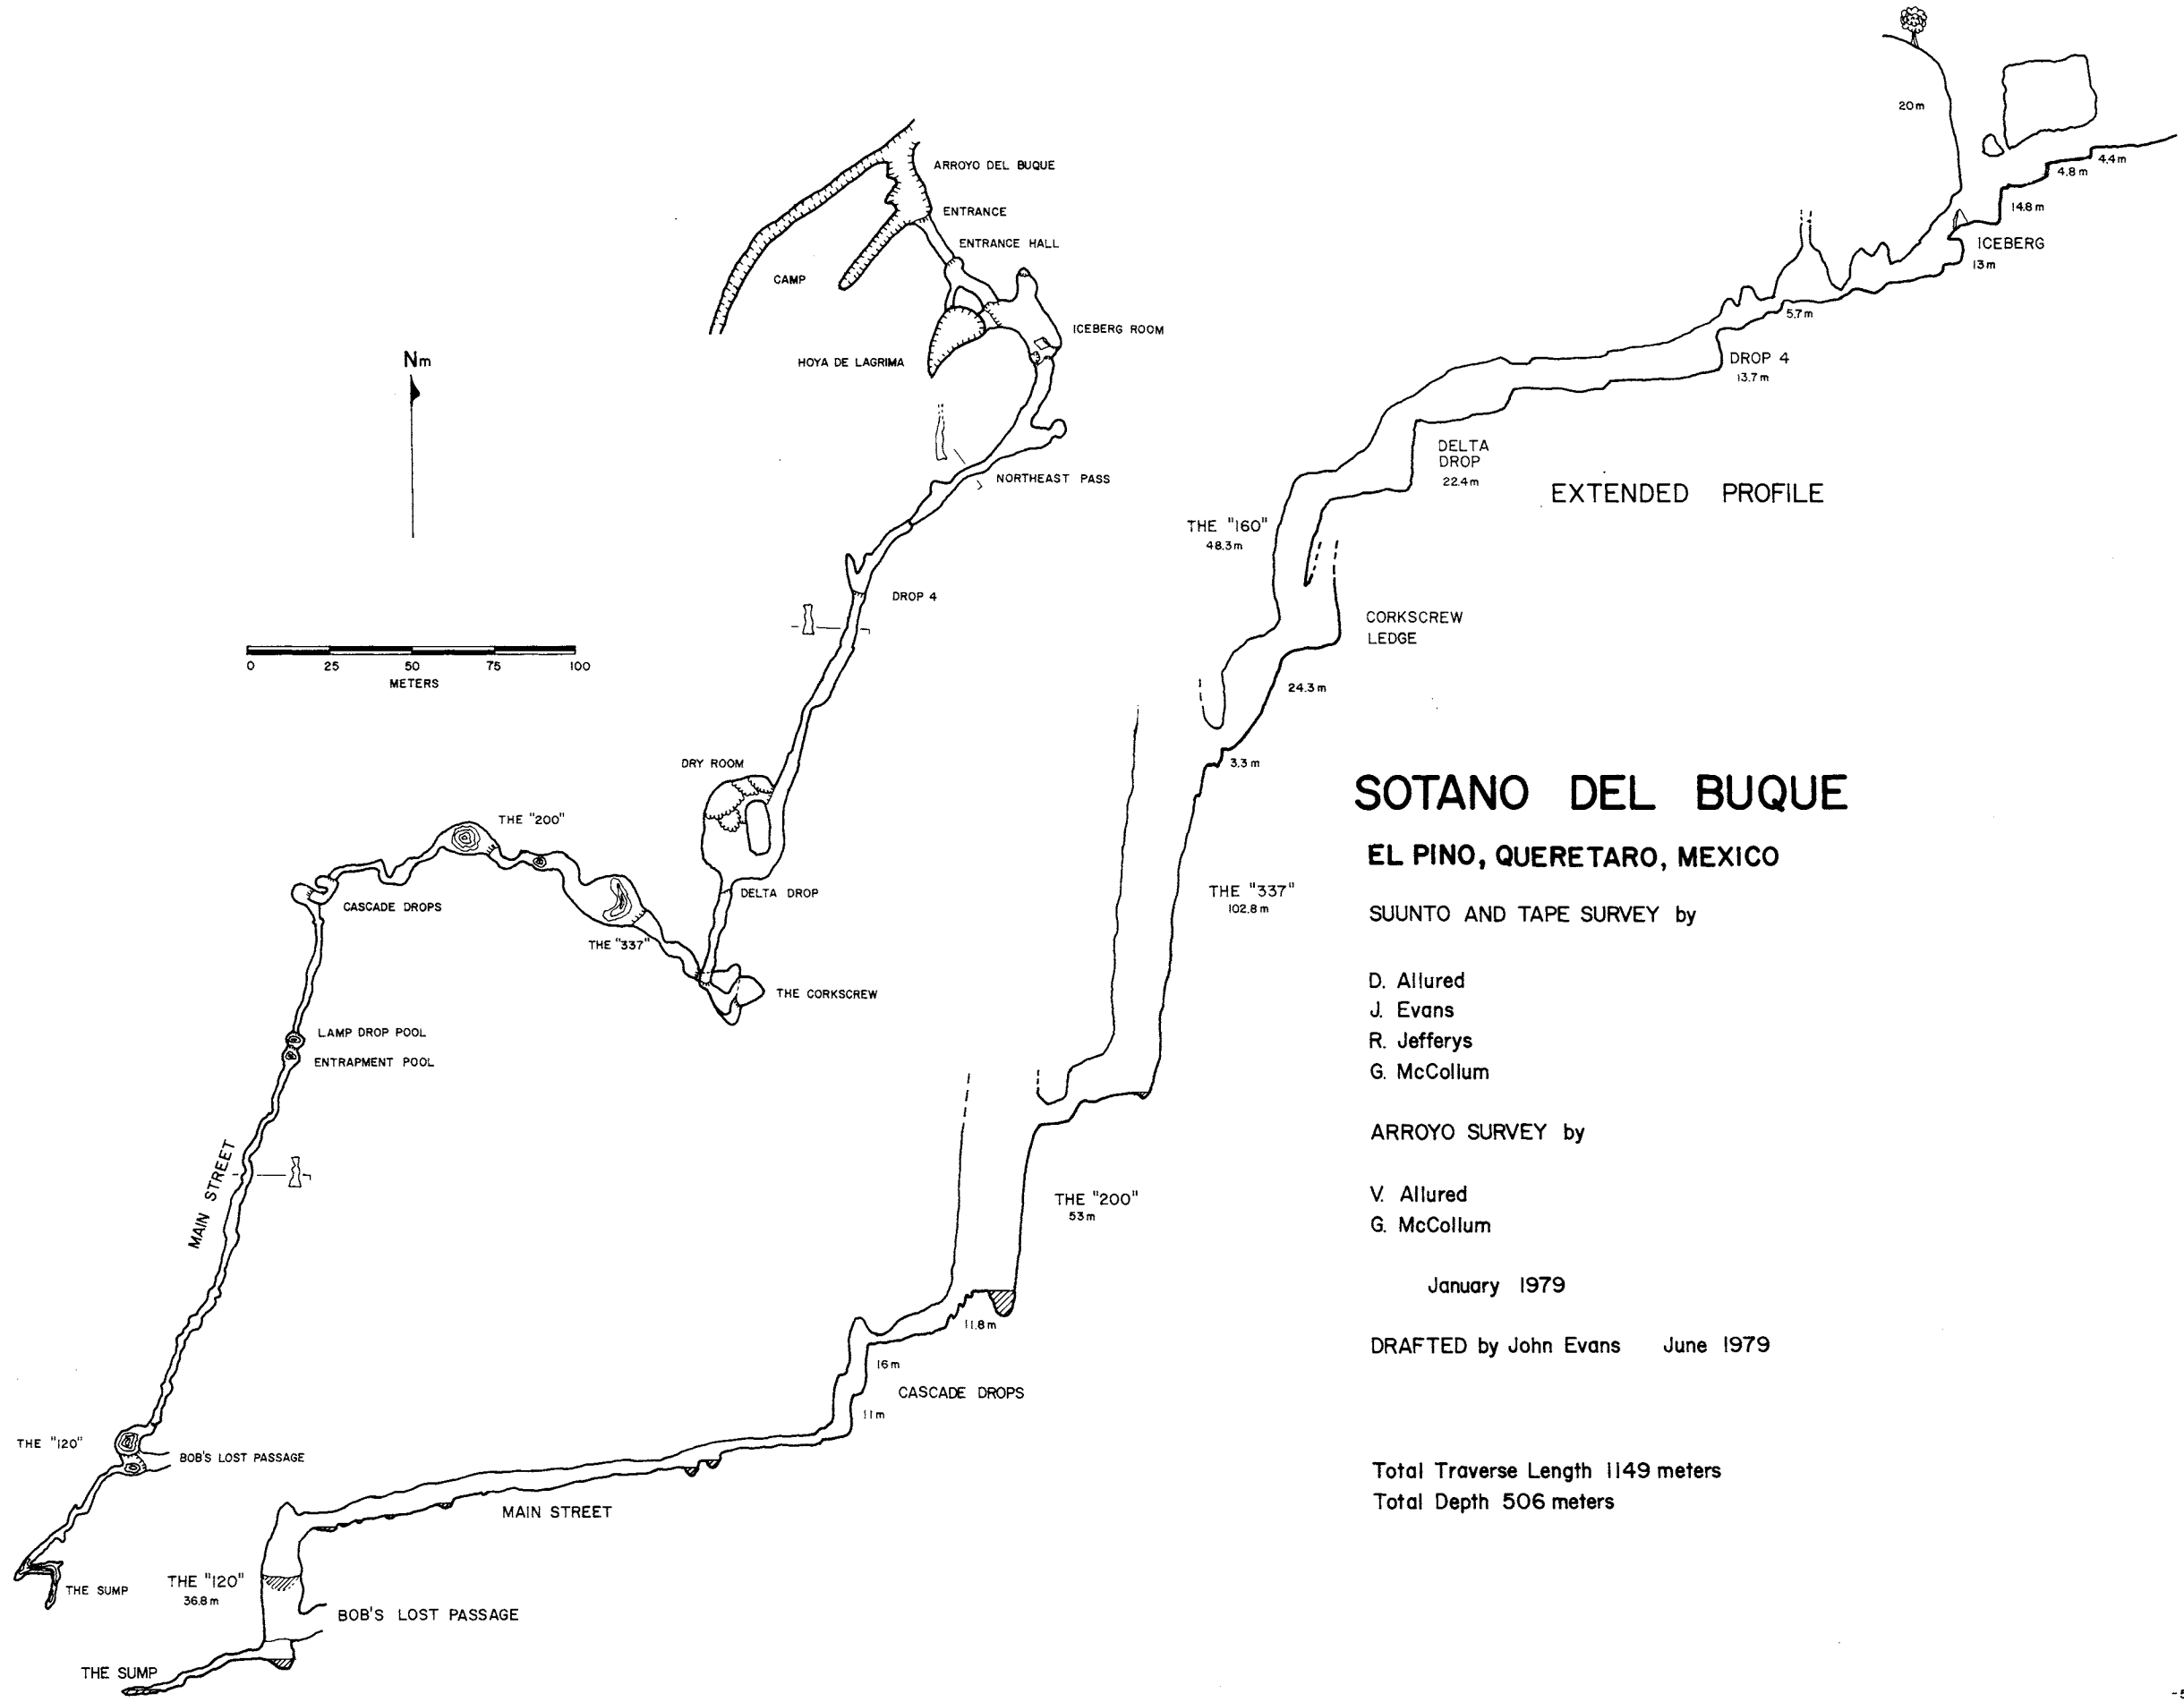 20m
4.4m
4.8m
14.8m
ICEBERG
13m
5.7m
DROP 4
13.7m
DELTA
DROP
22.4m
EXTENDED PROFILE
THE "160"
48.3m
CORKSCREW
LEDGE
24.3m
3.3m
THE "337"
102.8m
THE "200"
53m
11.8m
16m
CASCADE DROPS
11m
MAIN STREET
THE "120"
36.8m
BOB'S LOST PASSAGE
THE SUMP
ARROYO DEL BUQUE
ENTRANCE
ENTRANCE HALL
CAMP
ICEBERG ROOM
HOYA DE LAGRIMA
Nm
NORTHEAST PASS
DROP 4
0 25 50 75 100
METERS
DRY ROOM
THE "200"
DELTA DROP
CASCADE DROPS
THE "337"
THE CORKSCREW
LAMP DROP POOL
ENTRAPMENT POOL
MAIN STREET
THE "120"
BOB'S LOST PASSAGE
THE SUMP
SOTANO DEL BUQUE
EL PINO, QUERETARO, MEXICO
SUUNTO AND TAPE SURVEY by
D. Allured
J. Evans
R. Jefferys
G. McCollum
ARROYO SURVEY by
V. Allured
G. McCollum
January 1979
DRAFTED by John Evans June 1979
Total Traverse Length 1149 meters
Total Depth 506 meters